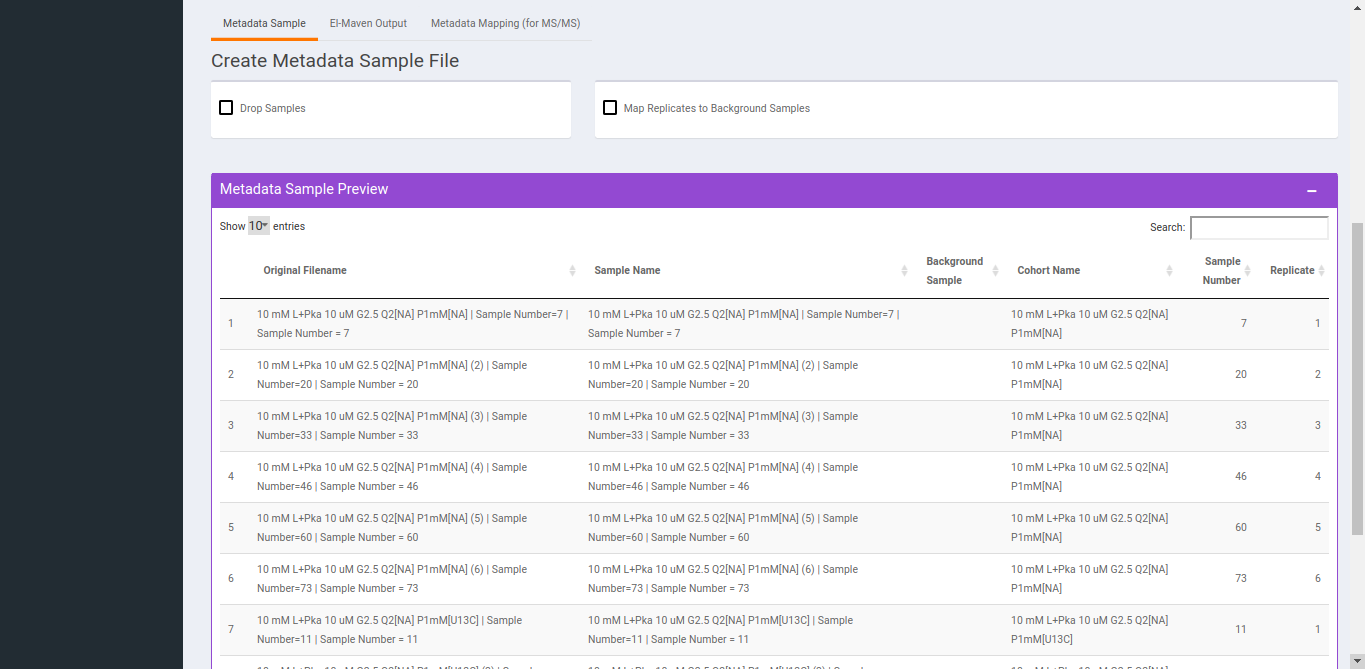 Metadata Sample El-Maven Output Metadata Mapping (for MS/MS)
Create Metadata Sample File
Drop Samples Map Replicates to Background Samples
Metadata Sample Preview
Show 10 entries Search:
Original Filename Sample Name Background Sample Cohort Name Sample Number Replicate
1 10 mM L+Pka 10 uM G2.5 Q2[NA] P1mM[NA] | Sample Number=7 | 10 mM L+Pka 10 uM G2.5 Q2[NA] P1mM[NA] | Sample Number=7 | 10 mM L+Pka 10 uM G2.5 Q2[NA] 7 1
Sample Number = 7 Sample Number = 7 P1mM[NA]
2 10 mM L+Pka 10 uM G2.5 Q2[NA] P1mM[NA] (2) | Sample 10 mM L+Pka 10 uM G2.5 Q2[NA] P1mM[NA] (2) | Sample 10 mM L+Pka 10 uM G2.5 Q2[NA] 20 2
Number=20 | Sample Number = 20 Number=20 | Sample Number = 20 P1mM[NA]
3 10 mM L+Pka 10 uM G2.5 Q2[NA] P1mM[NA] (3) | Sample 10 mM L+Pka 10 uM G2.5 Q2[NA] P1mM[NA] (3) | Sample 10 mM L+Pka 10 uM G2.5 Q2[NA] 33 3
Number=33 | Sample Number = 33 Number=33 | Sample Number = 33 P1mM[NA]
4 10 mM L+Pka 10 uM G2.5 Q2[NA] P1mM[NA] (4) | Sample 10 mM L+Pka 10 uM G2.5 Q2[NA] P1mM[NA] (4) | Sample 10 mM L+Pka 10 uM G2.5 Q2[NA] 46 4
Number=46 | Sample Number = 46 Number=46 | Sample Number = 46 P1mM[NA]
5 10 mM L+Pka 10 uM G2.5 Q2[NA] P1mM[NA] (5) | Sample 10 mM L+Pka 10 uM G2.5 Q2[NA] P1mM[NA] (5) | Sample 10 mM L+Pka 10 uM G2.5 Q2[NA] 60 5
Number=60 | Sample Number = 60 Number=60 | Sample Number = 60 P1mM[NA]
6 10 mM L+Pka 10 uM G2.5 Q2[NA] P1mM[NA] (6) | Sample 10 mM L+Pka 10 uM G2.5 Q2[NA] P1mM[NA] (6) | Sample 10 mM L+Pka 10 uM G2.5 Q2[NA] 73 6
Number=73 | Sample Number = 73 Number=73 | Sample Number = 73 P1mM[NA]
7 10 mM L+Pka 10 uM G2.5 Q2[NA] P1mM[U13C] | Sample 10 mM L+Pka 10 uM G2.5 Q2[NA] P1mM[U13C] | Sample 10 mM L+Pka 10 uM G2.5 Q2[NA] 11 1
Number=11 | Sample Number = 11 Number=11 | Sample Number = 11 P1mM[U13C]